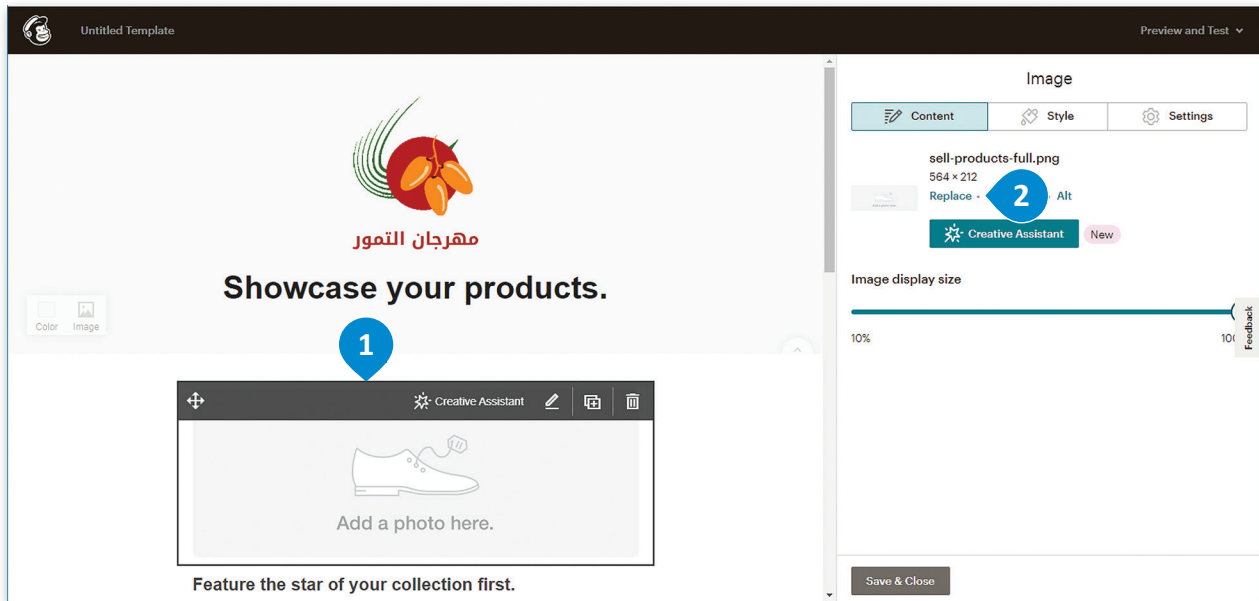 Untitled Template
Preview and Test
مهرجان التمور
Showcase your products.
Color Image
1
Creative Assistant
Add a photo here.
Feature the star of your collection first.
Image
Content Style Settings
sell-products-full.png
564 × 212
Replace · 2 · Alt
Creative Assistant New
Image display size
10% 100
Feedback
Save & Close